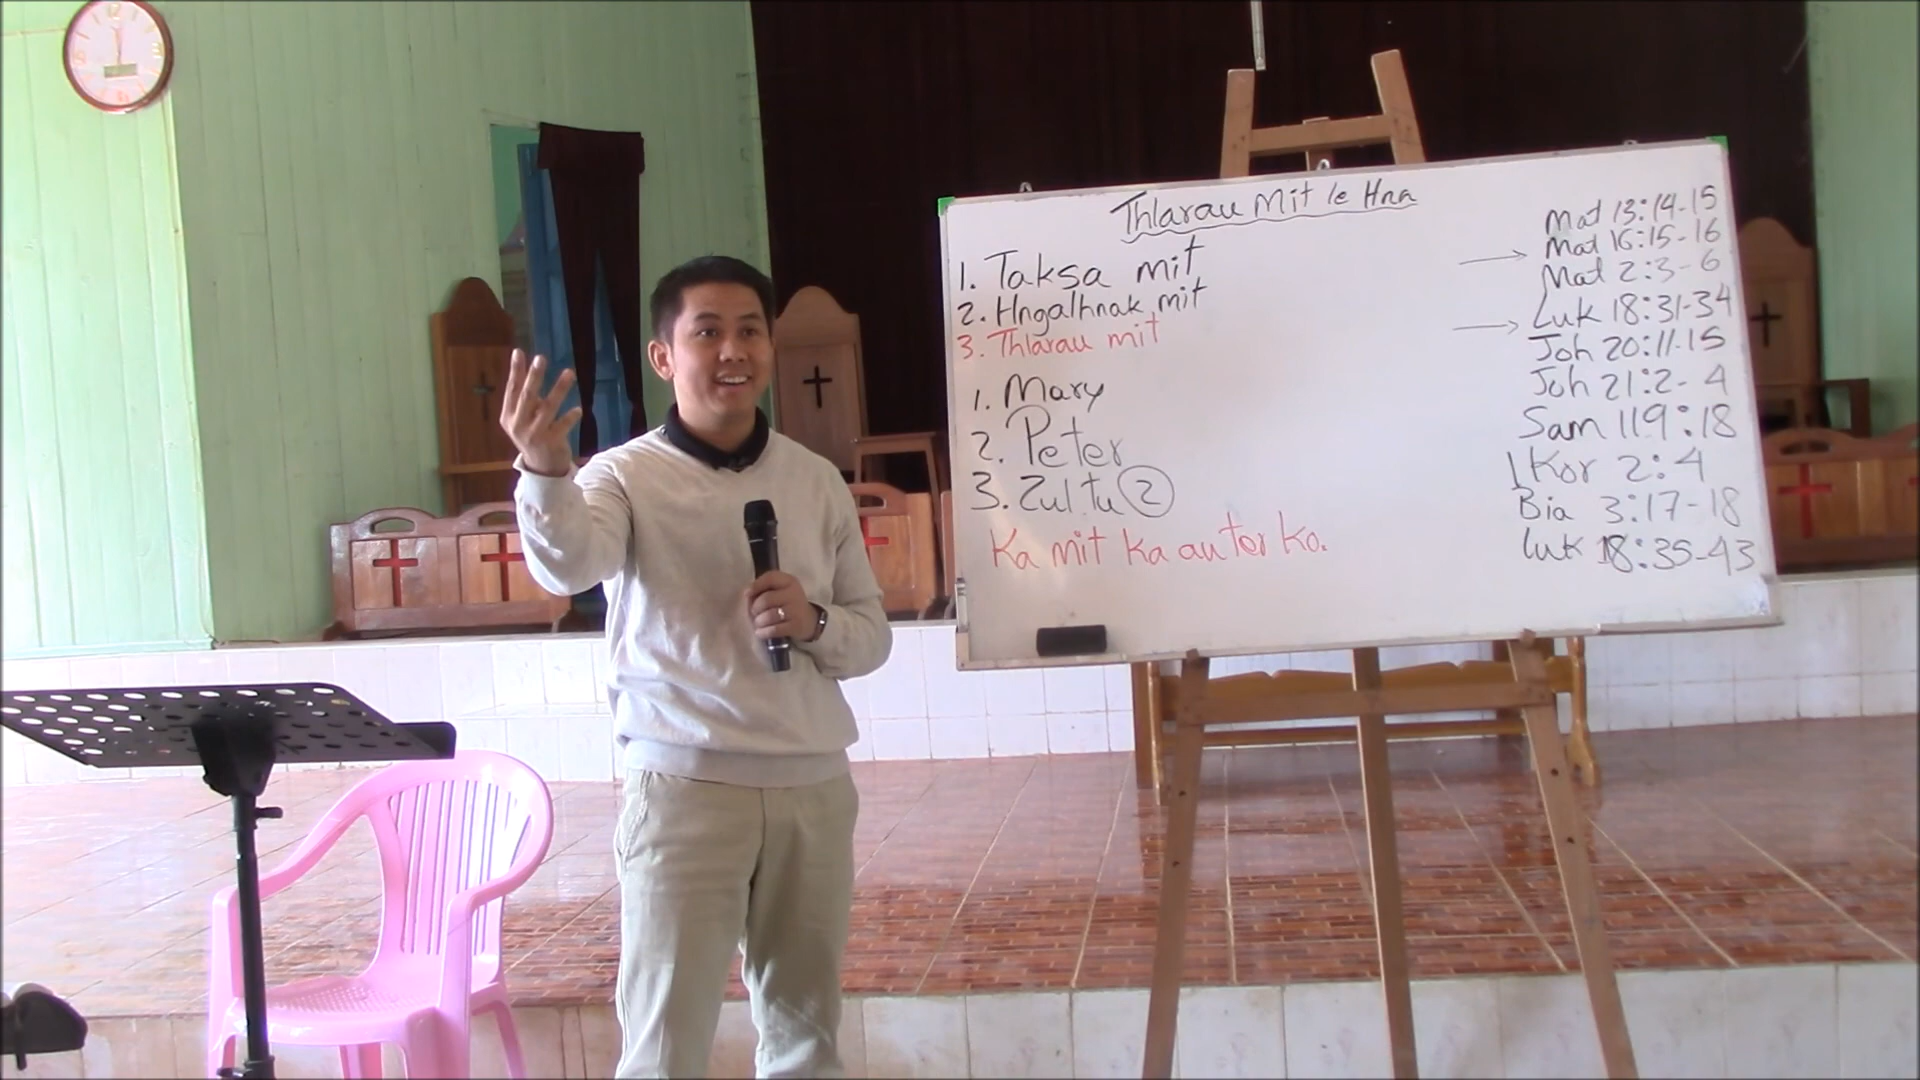 Thlarau Mit le Hna
1. Taksa mit
2. Hngalhnak mit
3. Thlarau mit
1. Mary
2. Peter
3. Zultu 2
Ka mit ka au ter ko.
Mat 13:14-15
Mat 16:15-16
Mat 2:3-6
Luk 18:31-34
Joh 20:11-15
Joh 21:2-4
Sam 119:18
1 Kor 2:4
Bia 3:17-18
Luk 18:35-43